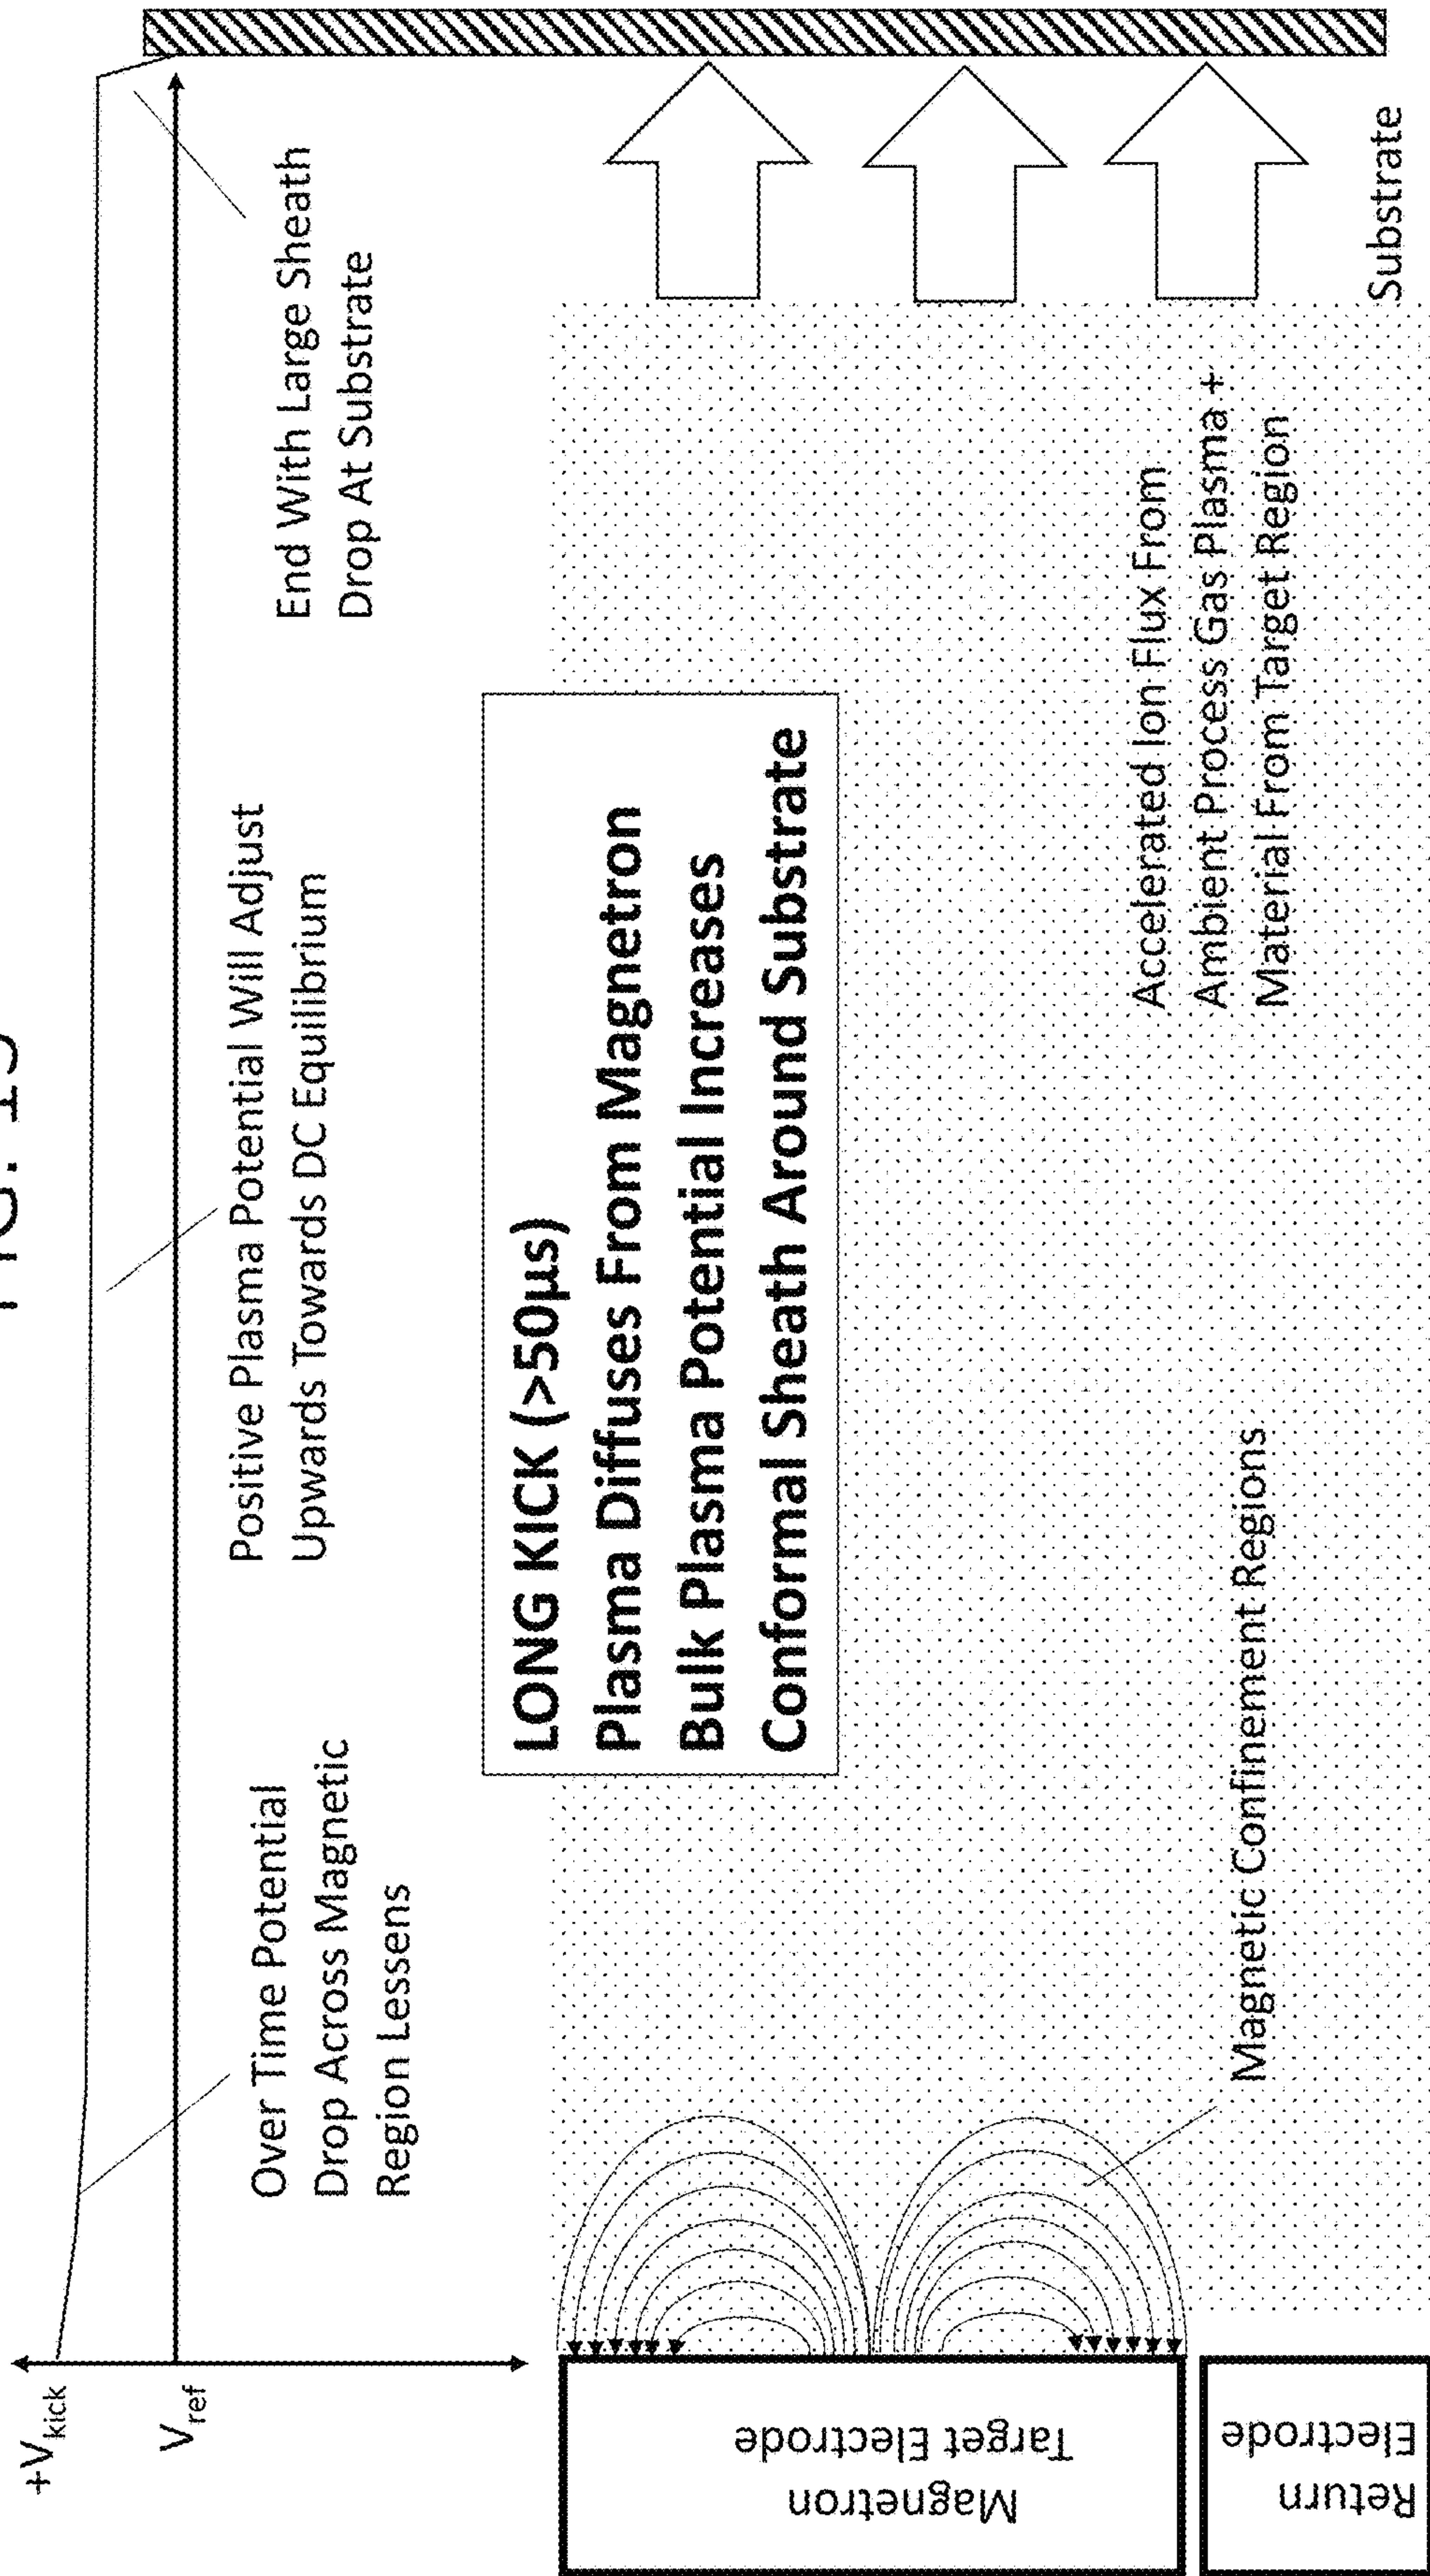 FIG.
+Vkick
Vref
Over Time Potential
Drop Across Magnetic
Region Lessens
Positive Plasma Potential Will Adjust
Upwards Towards DC Equilibrium
End With Large Sheath
Drop At Substrate
LONG KICK (>50µs)
Plasma Diffuses From Magnetron
Bulk Plasma Potential Increases
Conformal Sheath Around Substrate
Magnetron
Target Electrode
Return
Electrode
Magnetic Confinement Regions
Accelerated Ion Flux From
Ambient Process Gas Plasma +
Material From Target Region
Substrate